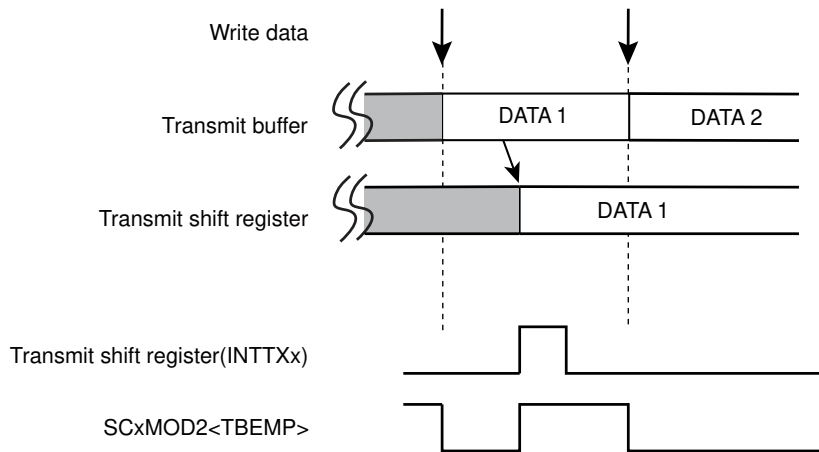 Write data
Transmit buffer
DATA 1
DATA 2
Transmit shift register
DATA 1
Transmit shift register(INTTXx)
SCxMOD2<TBEMP>